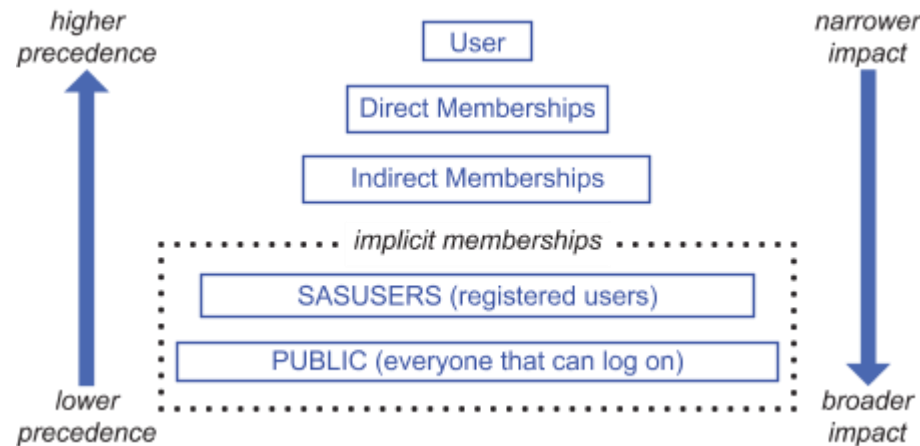 higher
precedence
narrower
impact
User
Direct Memberships
Indirect Memberships
implicit memberships
SASUSERS (registered users)
PUBLIC (everyone that can log on)
lower
precedence
broader
impact